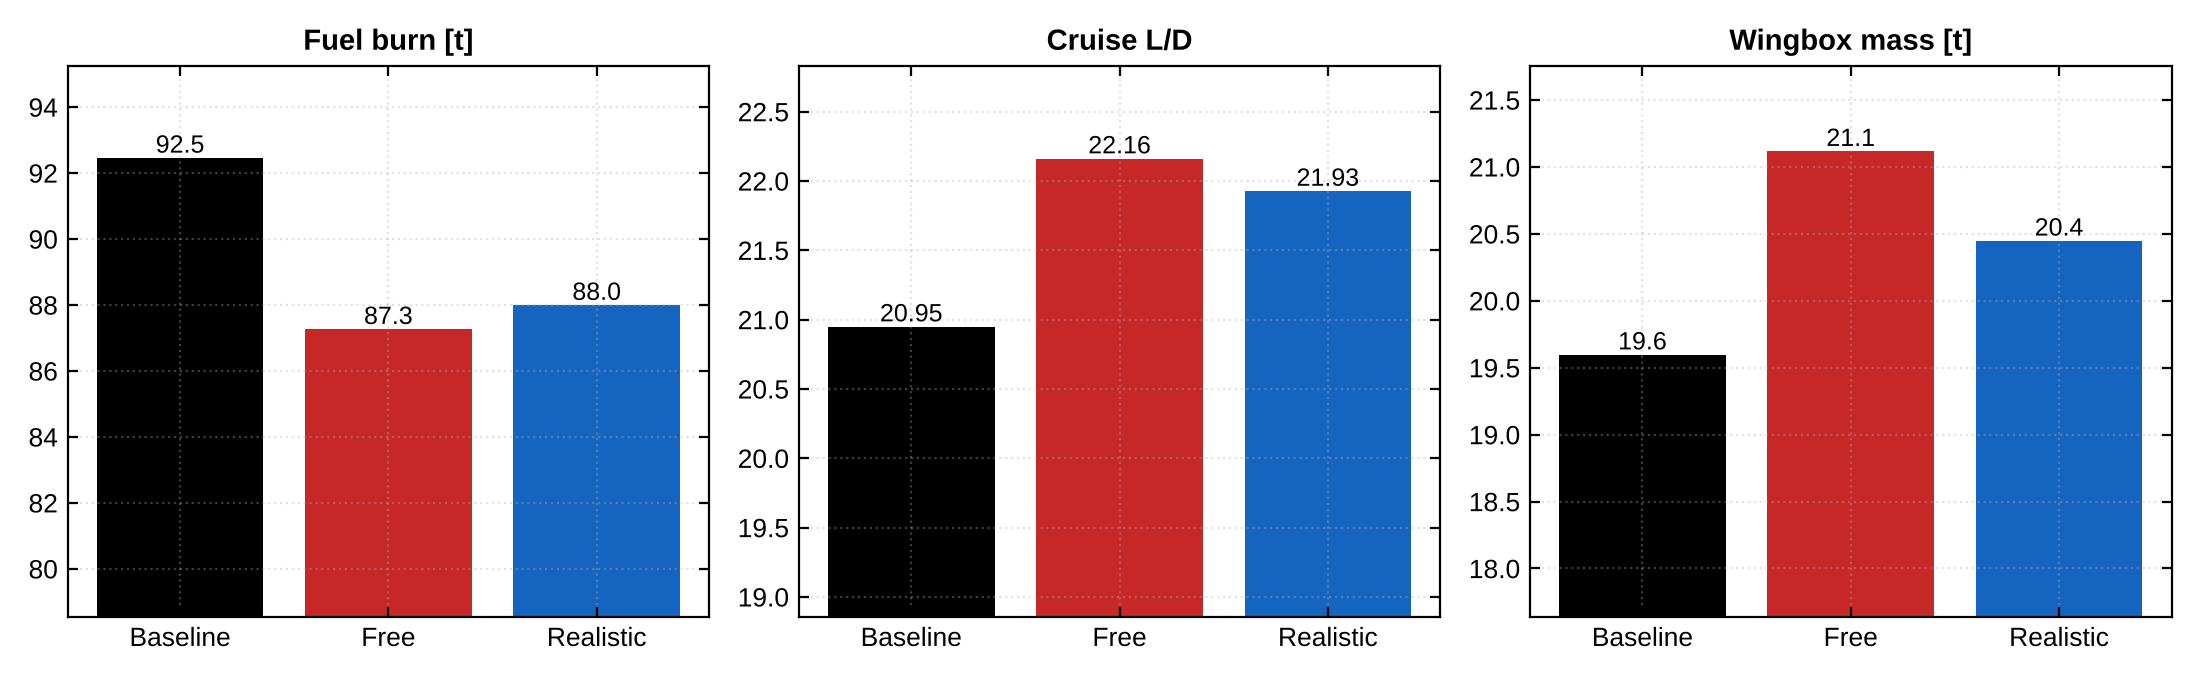 Fuel burn [t]
94
92
90
88
86
84
82
80
92.5
87.3
88.0
Baseline
Free
Realistic
Cruise L/D
22.5
22.0
21.5
21.0
20.5
20.0
19.5
19.0
20.95
22.16
21.93
Baseline
Free
Realistic
Wingbox mass [t]
21.5
21.0
20.5
20.0
19.5
19.0
18.5
18.0
19.6
21.1
20.4
Baseline
Free
Realistic